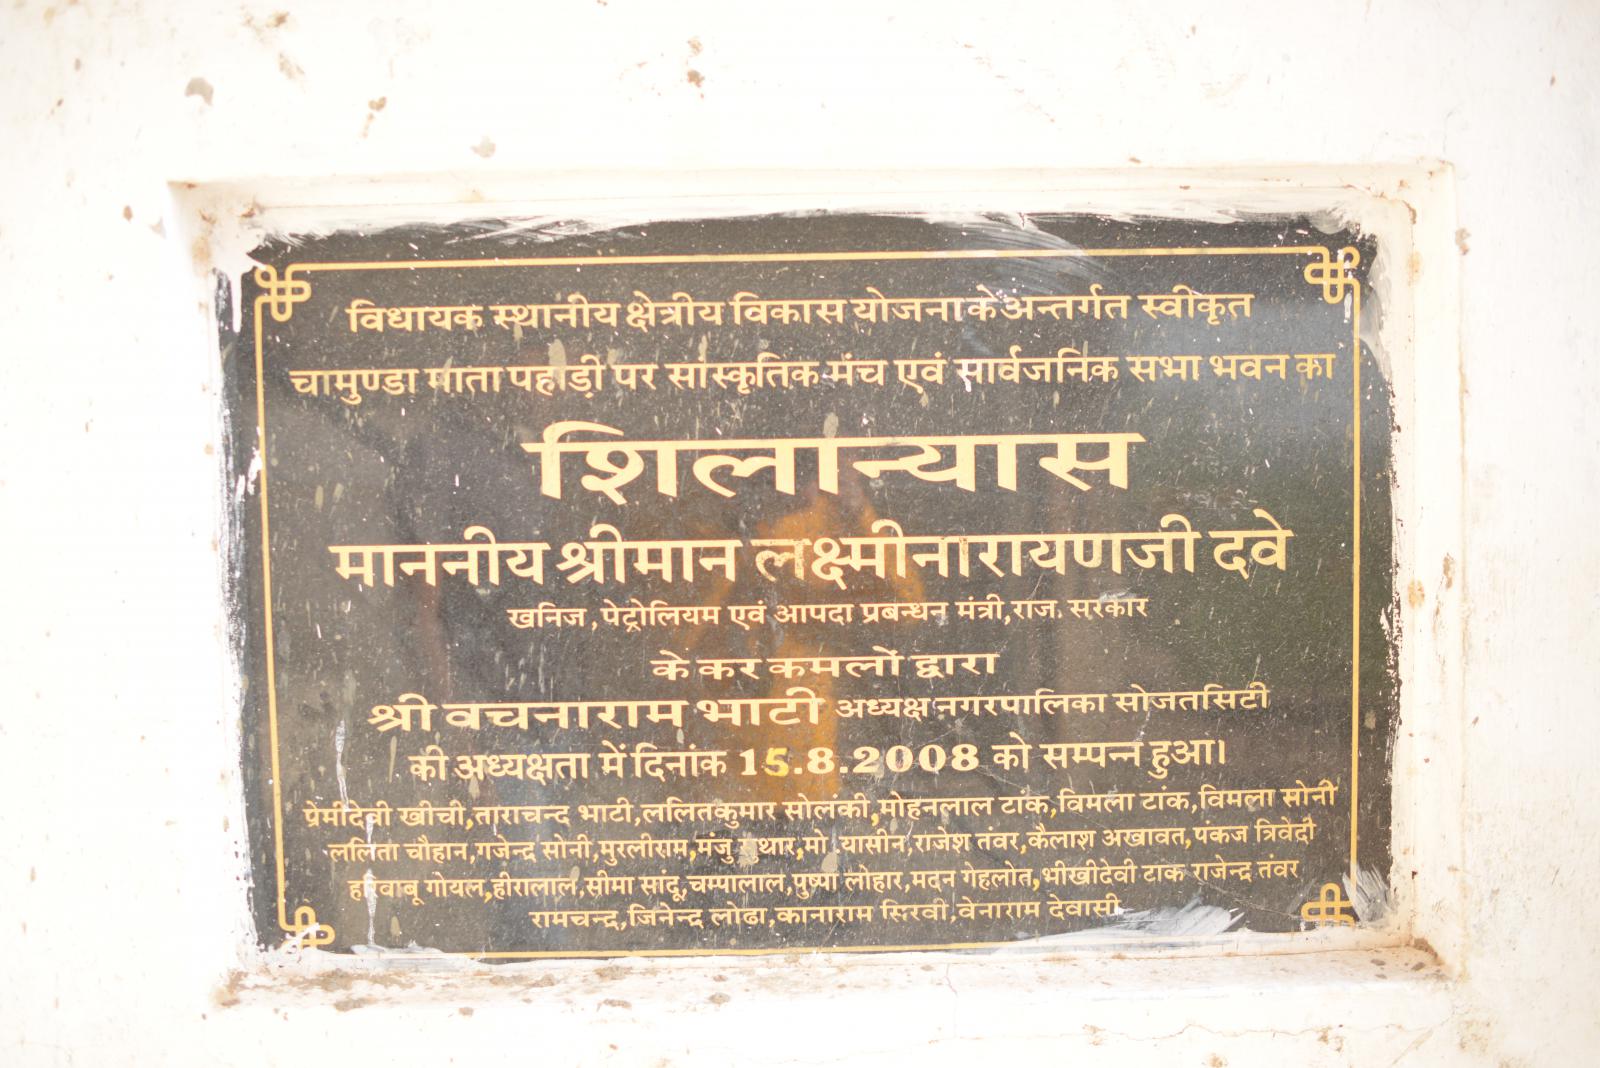 विधायक स्थानीय क्षेत्रीय विकास योजना के अन्तर्गत स्वीकृत
चामुण्डा माता पहाड़ी पर सांस्कृतिक मंच एवं सार्वजनिक सभा भवन का
शिलान्यास
माननीय श्रीमान लक्ष्मीनारायणजी दवे
खनिज, पेट्रोलियम एवं आपदा प्रबन्धन मंत्री, राज. सरकार
के कर कमलों द्वारा
श्री वचनाराम भाटी अध्यक्ष नगरपालिका सोजतसिटी
की अध्यक्षता में दिनांक 15.8.2008 को सम्पन्न हुआ।
प्रेमीदेवी खीची, ताराचन्द भाटी, ललितकुमार सोलंकी, मोहनलाल टांक, विमला टांक, विमला सोनी
ललिता चौहान, गजेन्द्र सोनी, मुरलीराम, मंजु सुथार, मो. यासीन, राजेश तंवर, कैलाश अखावत, पंकज त्रिवेदी
हरिबाबू गोयल, हीरालाल, सीमा सांदू, चम्पालाल, पुष्पा लोहार, मदन गेहलोत, भीखीदेवी टाक राजेन्द्र तंवर
रामचन्द्र, जिनेन्द्र लोढा, कानाराम सिरवी, वेनाराम देवासी